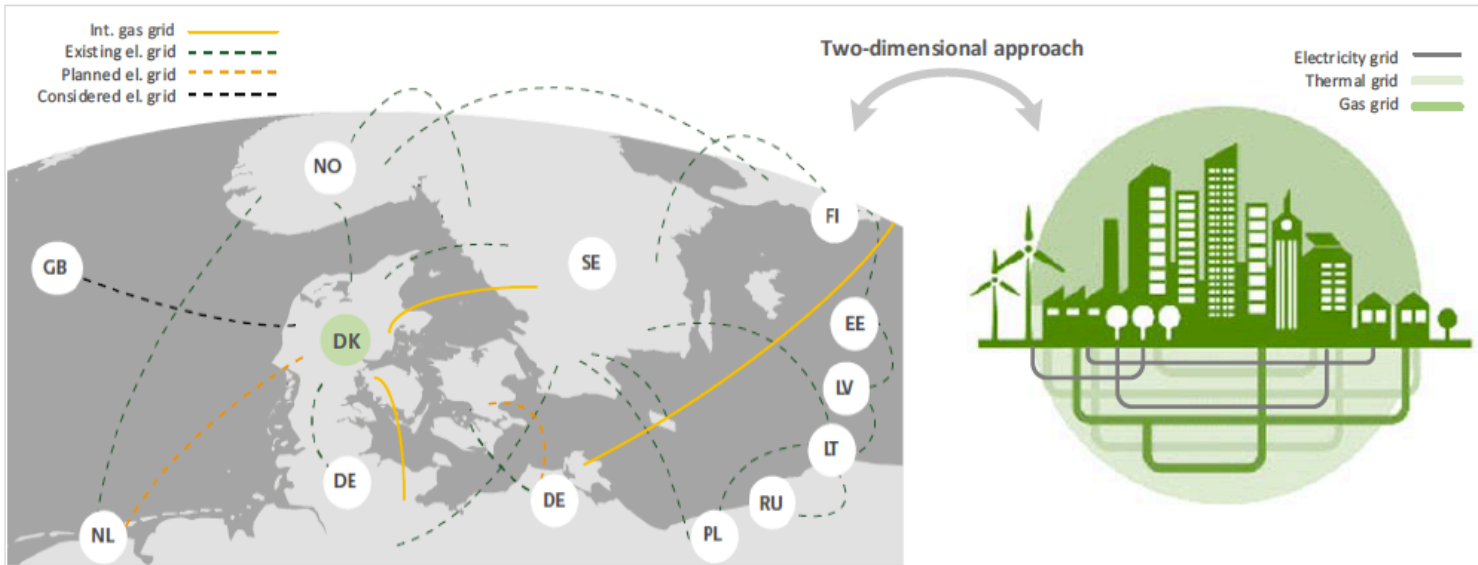 Int. gas grid
Existing el. grid
Planned el. grid
Considered el. grid
Two-dimensional approach
Electricity grid
Thermal grid
Gas grid
NO
FI
GB
SE
EE
DK
LV
LT
DE
DE
RU
NL
PL